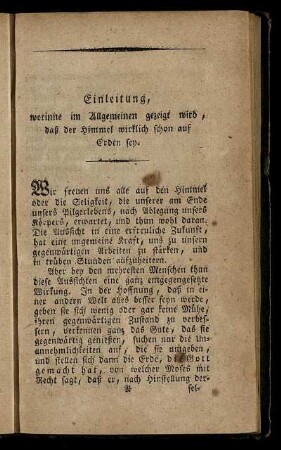 Einleitung,
worinne im Allgemeinen gezeigt wird,
daß der Himmel wirklich schon auf
Erden sey.
Wir freuen uns alle auf den Himmel
oder die Seligkeit, die unserer am Ende
unsers Pilgerlebens, nach Ablegung unsers
Körpers, erwartet, und thun wohl daran.
Die Aussicht in eine erfreuliche Zukunft,
hat eine ungemeine Kraft, uns zu unsern
gegenwärtigen Arbeiten zu stärken, und
in trüben Stunden aufzuheitern.
Aber bey den mehresten Menschen thun
diese Aussichten eine ganz entgegengesetzte
Wirkung. In der Hoffnung, daß in ei-
ner andern Welt alles besser seyn werde,
geben sie sich wenig oder gar keine Mühe,
ihren gegenwärtigen Zustand zu verbes-
sern, verkennen ganz das Gute, das sie
gegenwärtig genießen, suchen nur die Un-
annehmlichkeiten auf, die sie umgeben,
und stellen sich dann die Erde, die Gott
gemacht hat, von welcher Moses mit
Recht sagt, daß er, nach Hinstellung der-
A sel-